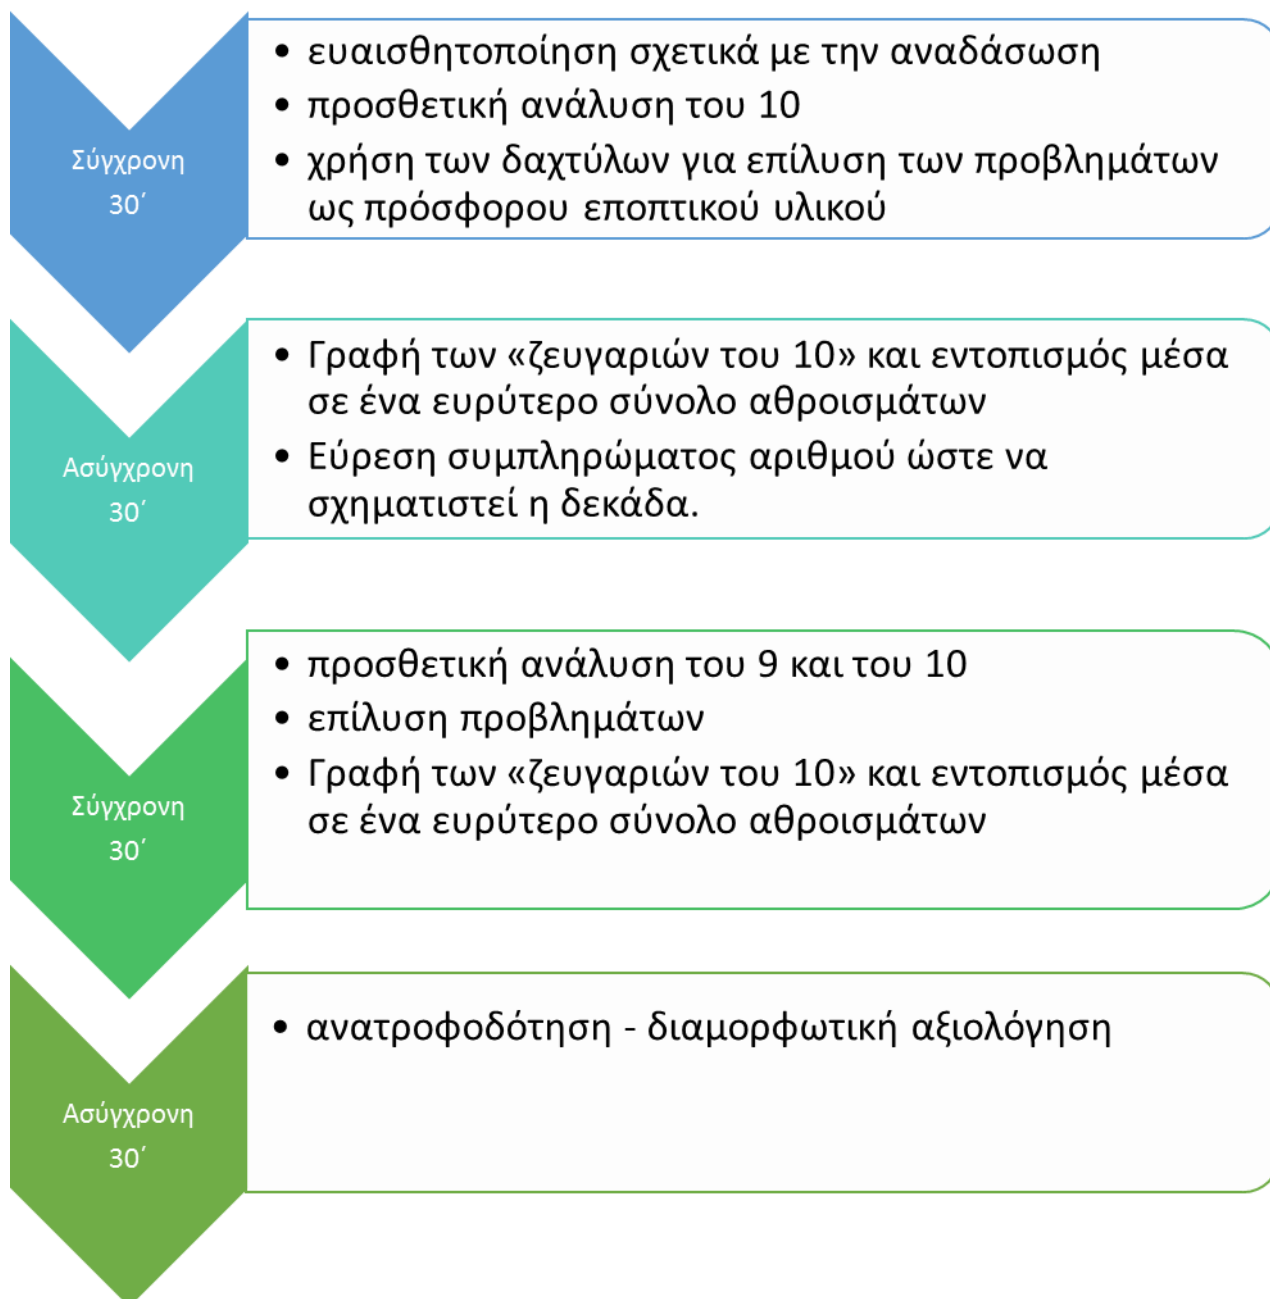 Σύγχρονη
30΄
• ευαισθητοποίηση σχετικά με την αναδάσωση
• προσθετική ανάλυση του 10
• χρήση των δαχτύλων για επίλυση των προβλημάτων
ως πρόσφορου εποπτικού υλικού
Ασύγχρονη
30΄
• Γραφή των «ζευγαριών του 10» και εντοπισμός μέσα
σε ένα ευρύτερο σύνολο αθροισμάτων
• Εύρεση συμπληρώματος αριθμού ώστε να
σχηματιστεί η δεκάδα.
Σύγχρονη
30΄
• προσθετική ανάλυση του 9 και του 10
• επίλυση προβλημάτων
• Γραφή των «ζευγαριών του 10» και εντοπισμός μέσα
σε ένα ευρύτερο σύνολο αθροισμάτων
Ασύγχρονη
30΄
• ανατροφοδότηση - διαμορφωτική αξιολόγηση